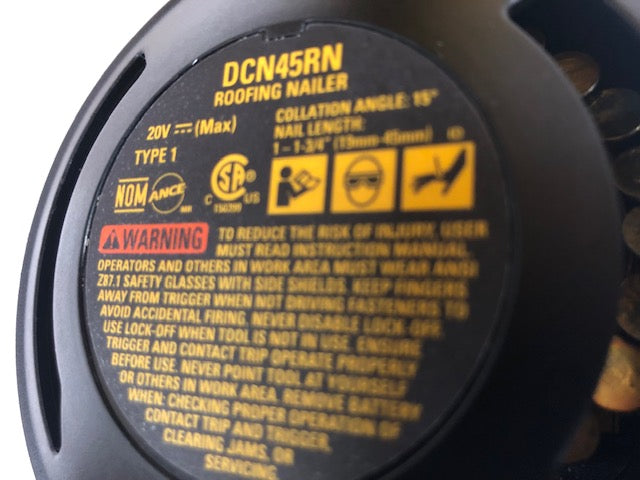 DCN45RN
ROOFING NAILER
COLLATION ANGLE: 15°
20V ⎓ (Max)
NAIL LENGTH:
1 – 1-3/4" (19mm-45mm)
TYPE 1
NOM
ANCE
MR
SA
®
C US
WARNING
TO REDUCE THE RISK OF INJURY, USER
MUST READ INSTRUCTION MANUAL.
OPERATORS AND OTHERS IN WORK AREA MUST WEAR ANSI
Z87.1 SAFETY GLASSES WITH SIDE SHIELDS. KEEP FINGERS
AWAY FROM TRIGGER WHEN NOT DRIVING FASTENERS TO
AVOID ACCIDENTAL FIRING. NEVER DISABLE LOCK-OFF.
USE LOCK-OFF WHEN TOOL IS NOT IN USE. ENSURE
TRIGGER AND CONTACT TRIP OPERATE PROPERLY
BEFORE USE. NEVER POINT TOOL AT YOURSELF
OR OTHERS IN WORK AREA. REMOVE BATTERY
WHEN: CHECKING PROPER OPERATION OF
CONTACT TRIP AND TRIGGER,
CLEARING JAMS, OR
SERVICING.